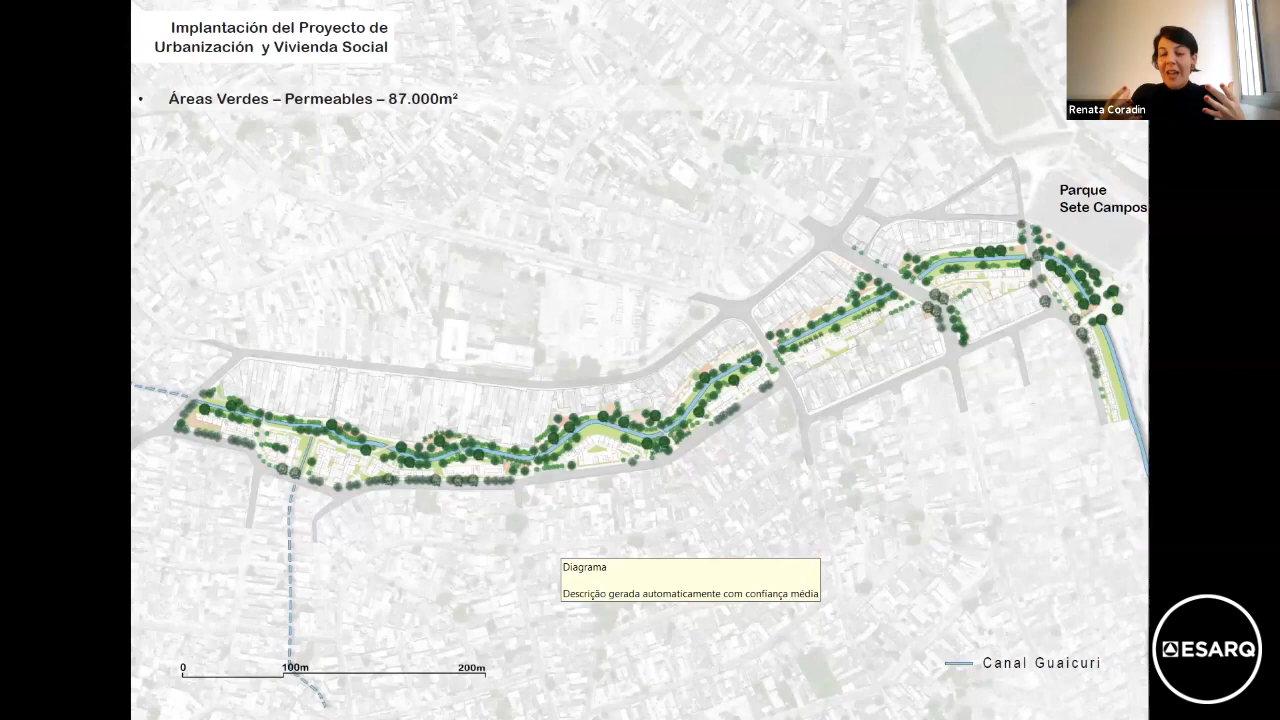 Implantación del Proyecto de
Urbanización y Vivienda Social
• Áreas Verdes – Permeables – 87.000m²
Renata Coradin
Parque
Sete Campos
Diagrama
Descrição gerada automaticamente com confiança média
0 100m 200m
Canal Guaicuri
ESARQ